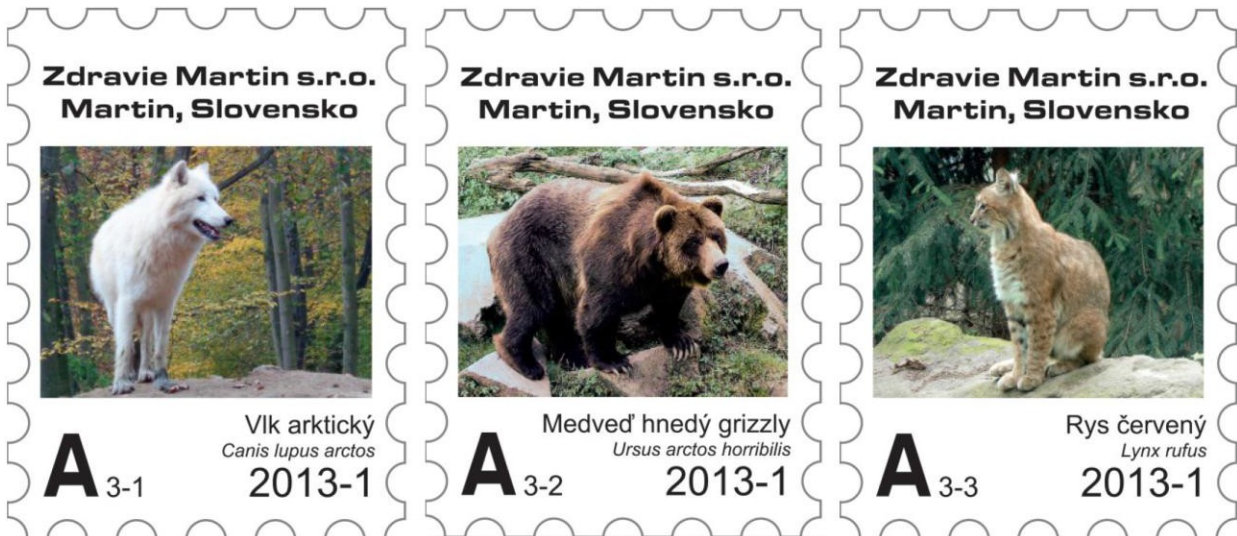 Zdravie Martin s.r.o.
Martin, Slovensko
Vlk arktický
Canis lupus arctos
A 3-1 2013-1
Zdravie Martin s.r.o.
Martin, Slovensko
Medveď hnedý grizzly
Ursus arctos horribilis
A 3-2 2013-1
Zdravie Martin s.r.o.
Martin, Slovensko
Rys červený
Lynx rufus
A 3-3 2013-1